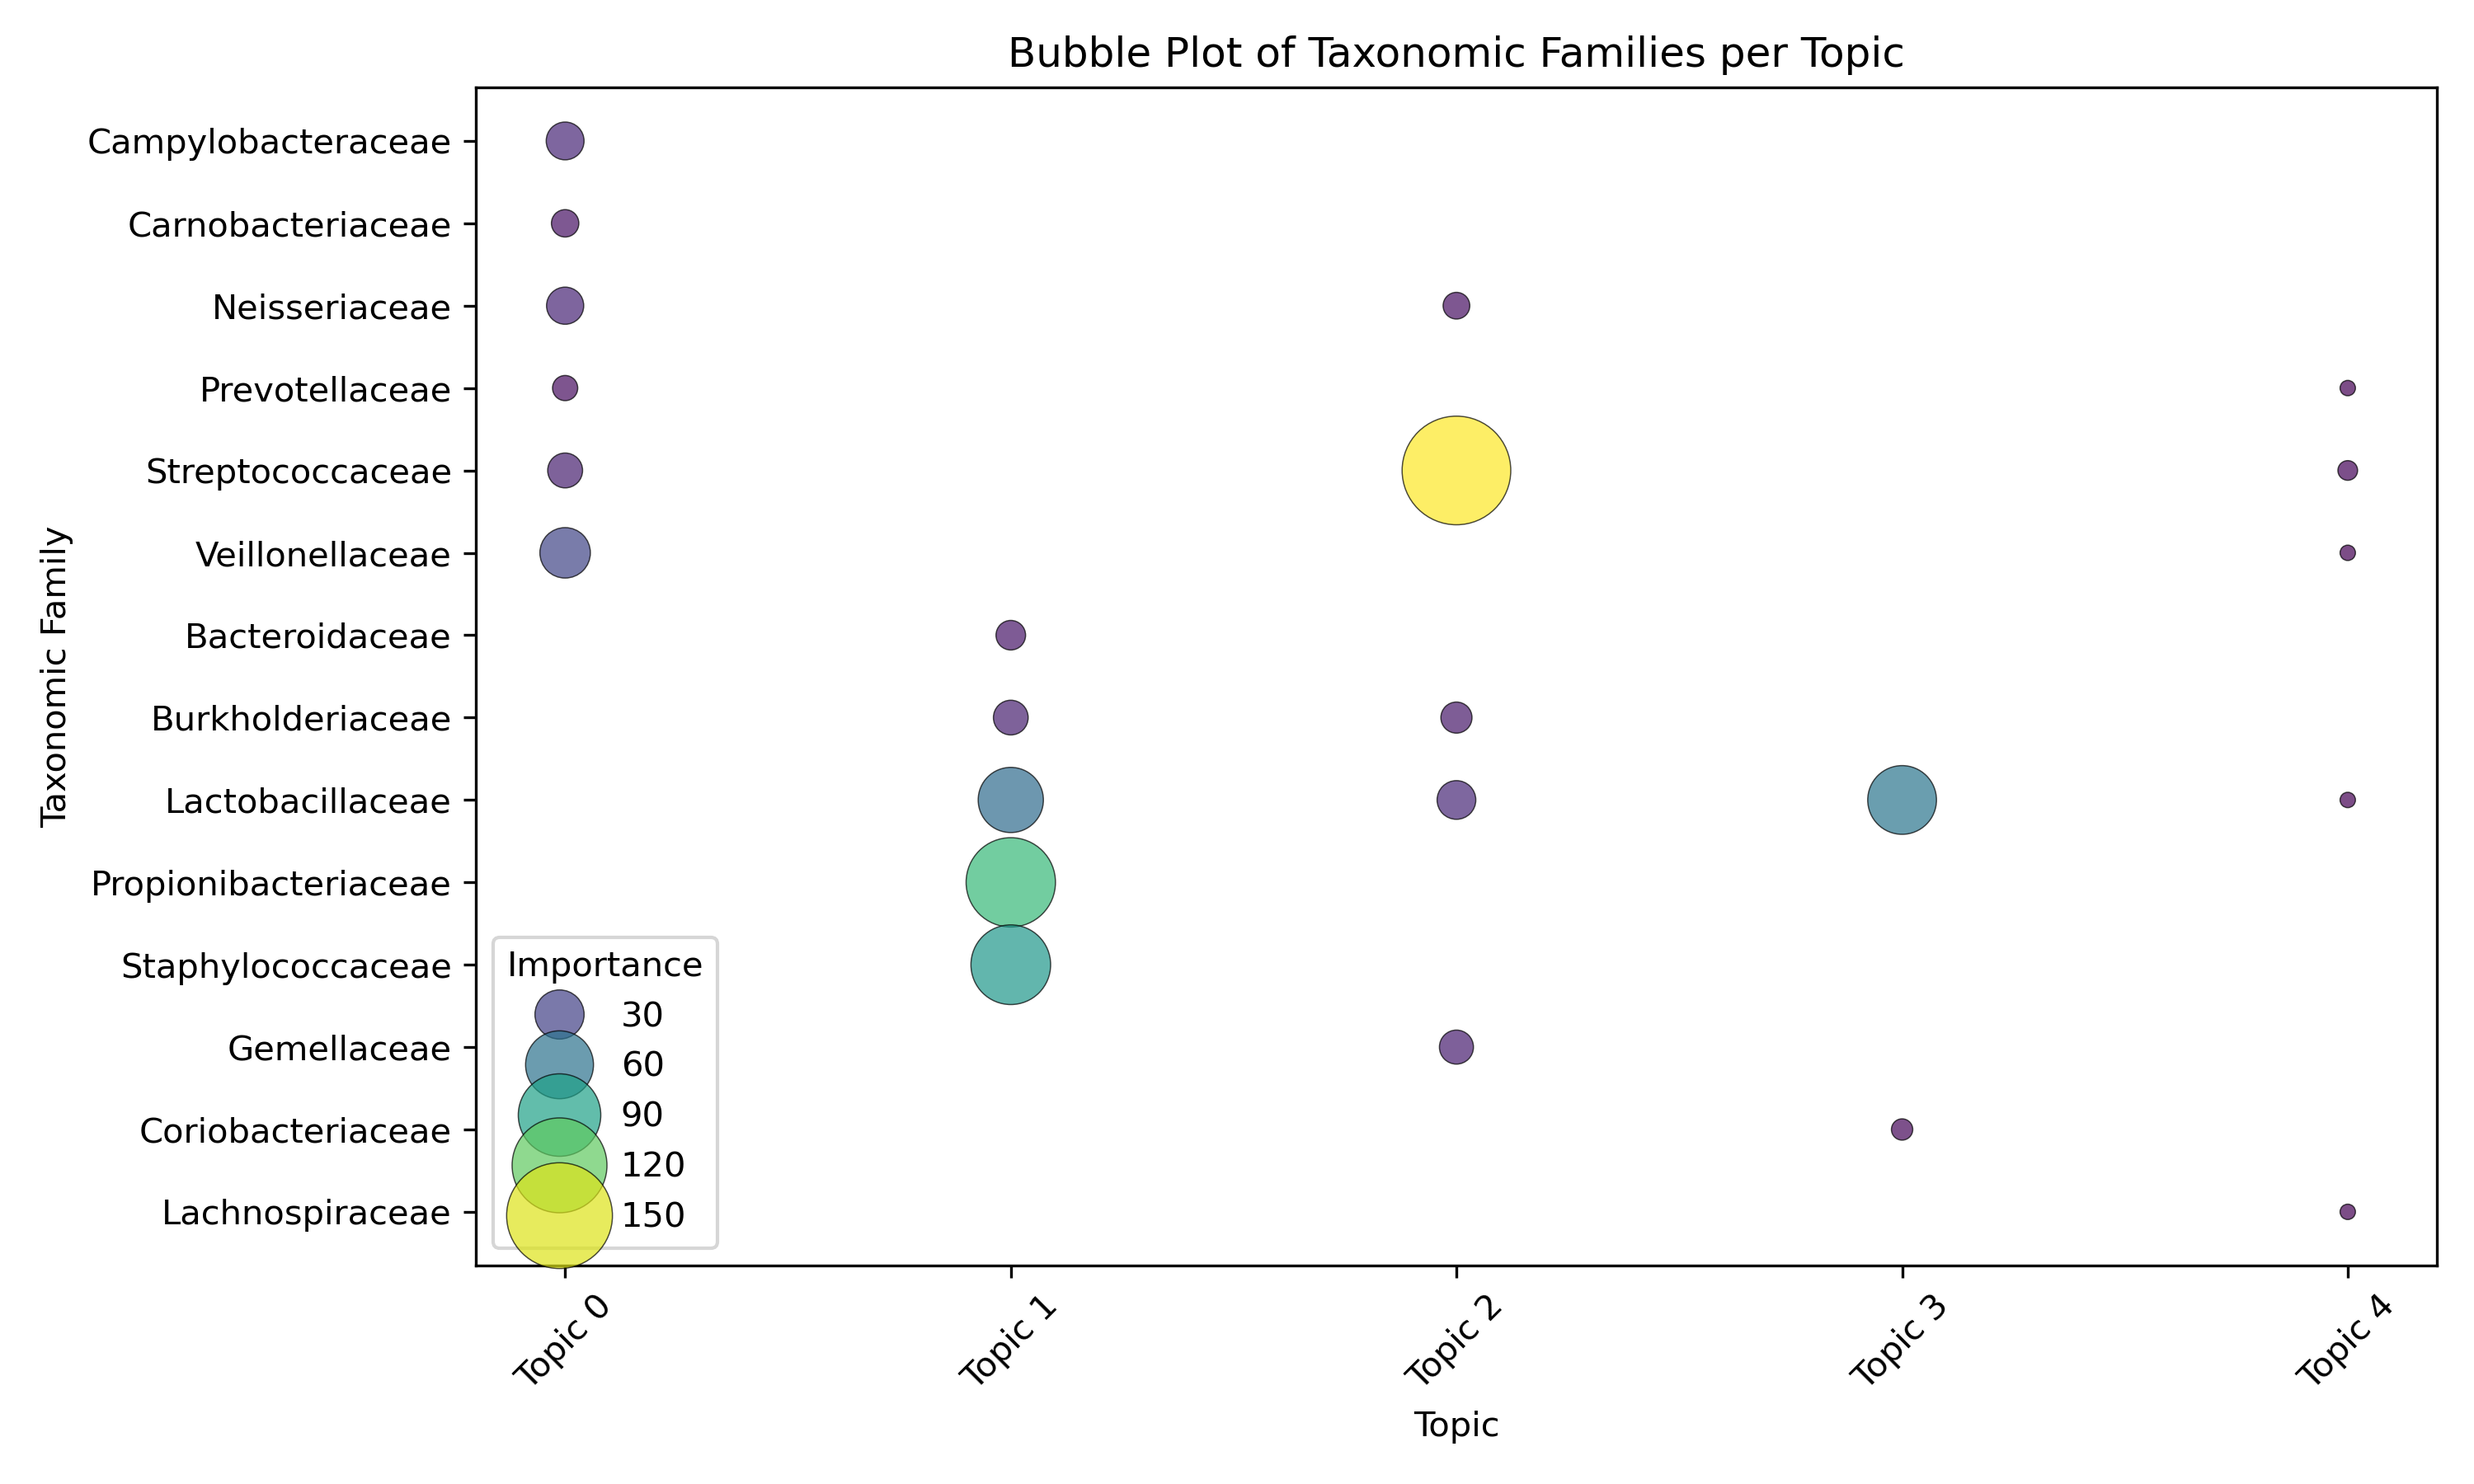 Bubble Plot of Taxonomic Families per Topic
Taxonomic Family
Campylobacteraceae
Carnobacteriaceae
Neisseriaceae
Prevotellaceae
Streptococcaceae
Veillonellaceae
Bacteroidaceae
Burkholderiaceae
Lactobacillaceae
Propionibacteriaceae
Staphylococcaceae
Gemellaceae
Coriobacteriaceae
Lachnospiraceae
Importance
30
60
90
120
150
Topic 0
Topic 1
Topic 2
Topic 3
Topic 4
Topic